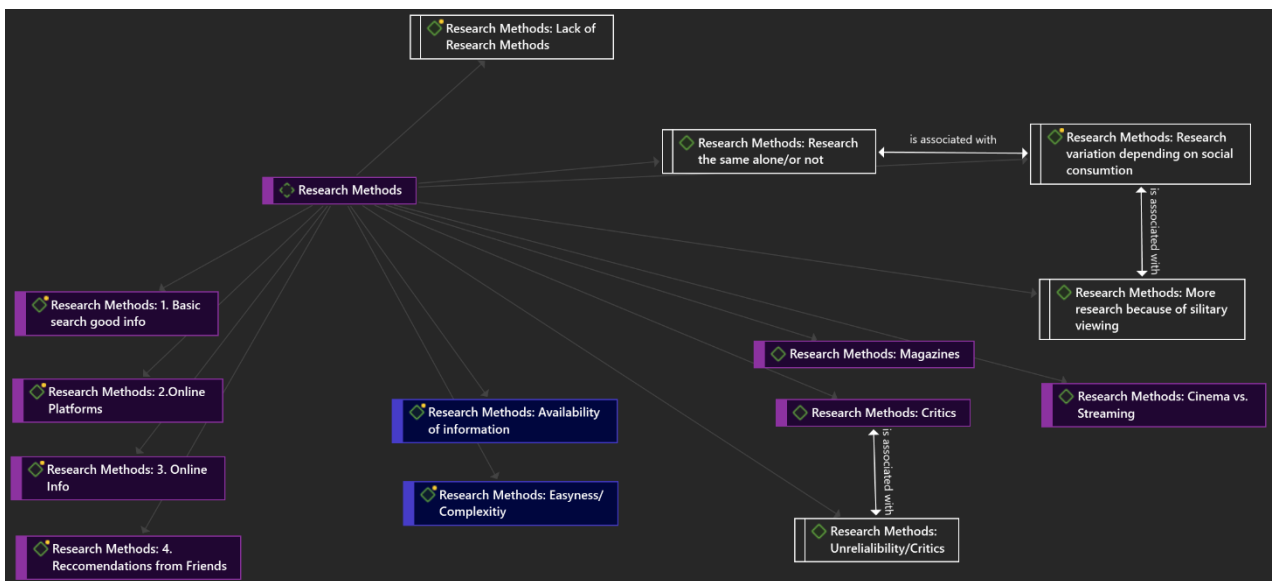 Research Methods: Lack of
Research Methods
Research Methods: Research
the same alone/or not
is associated with
Research Methods: Research
variation depending on social
consumtion
Research Methods
is associated with
Research Methods: 1. Basic
search good info
Research Methods: More
research because of silitary
viewing
Research Methods: Magazines
Research Methods: 2.Online
Platforms
Research Methods: Availability
of information
Research Methods: Critics
Research Methods: Cinema vs.
Streaming
is associated with
Research Methods: 3. Online
Info
Research Methods: Easyness/
Complexitiy
Research Methods:
Unrelialibility/Critics
Research Methods: 4.
Reccomendations from Friends